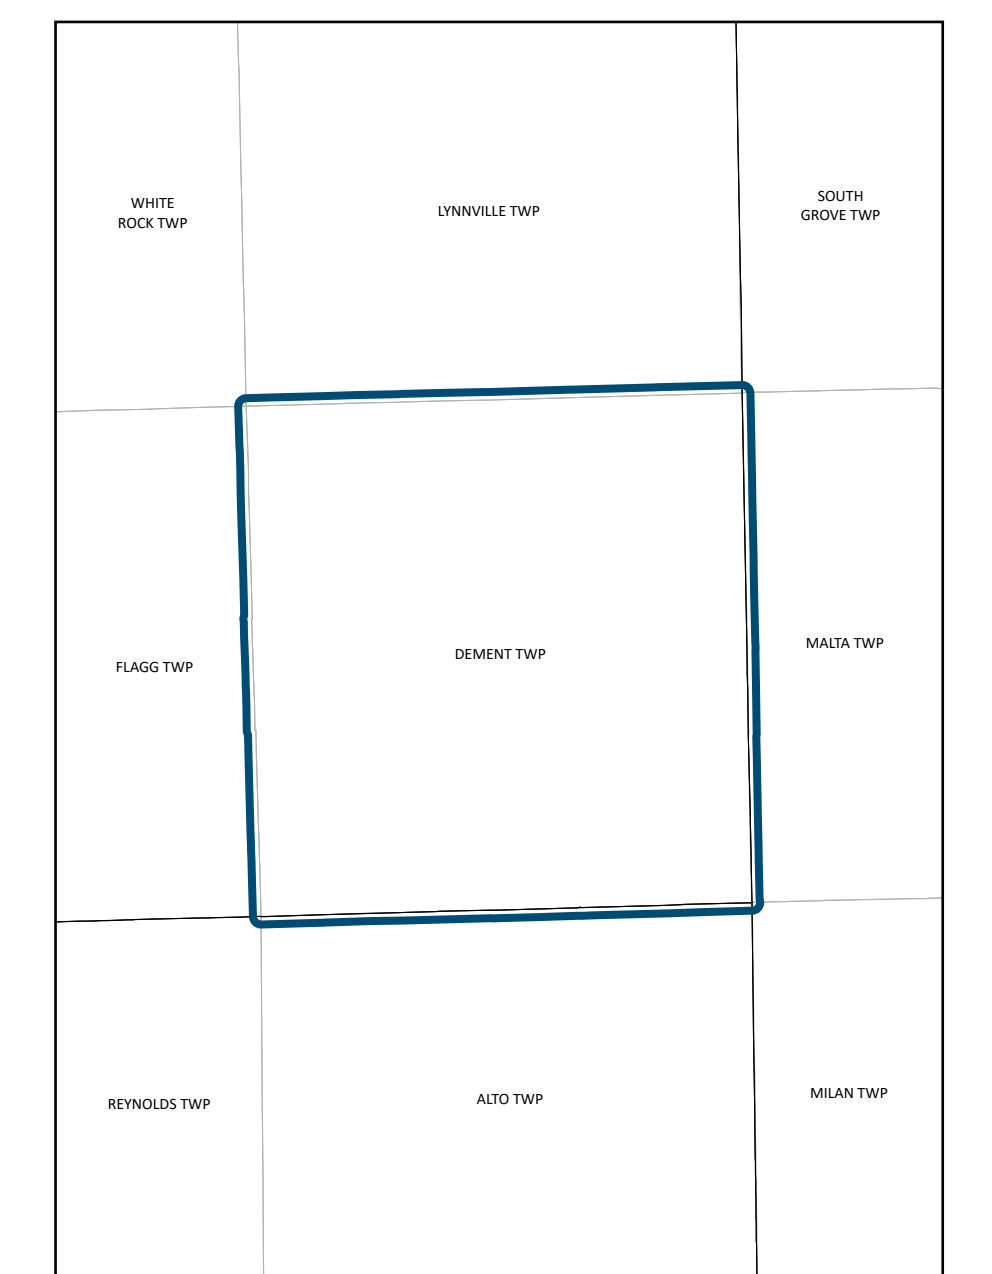 WHITE
ROCK TWP
LYNNVILLE TWP
SOUTH
GROVE TWP
FLAGG TWP
DEMENT TWP
MALTA TWP
REYNOLDS TWP
ALTO TWP
MILAN TWP